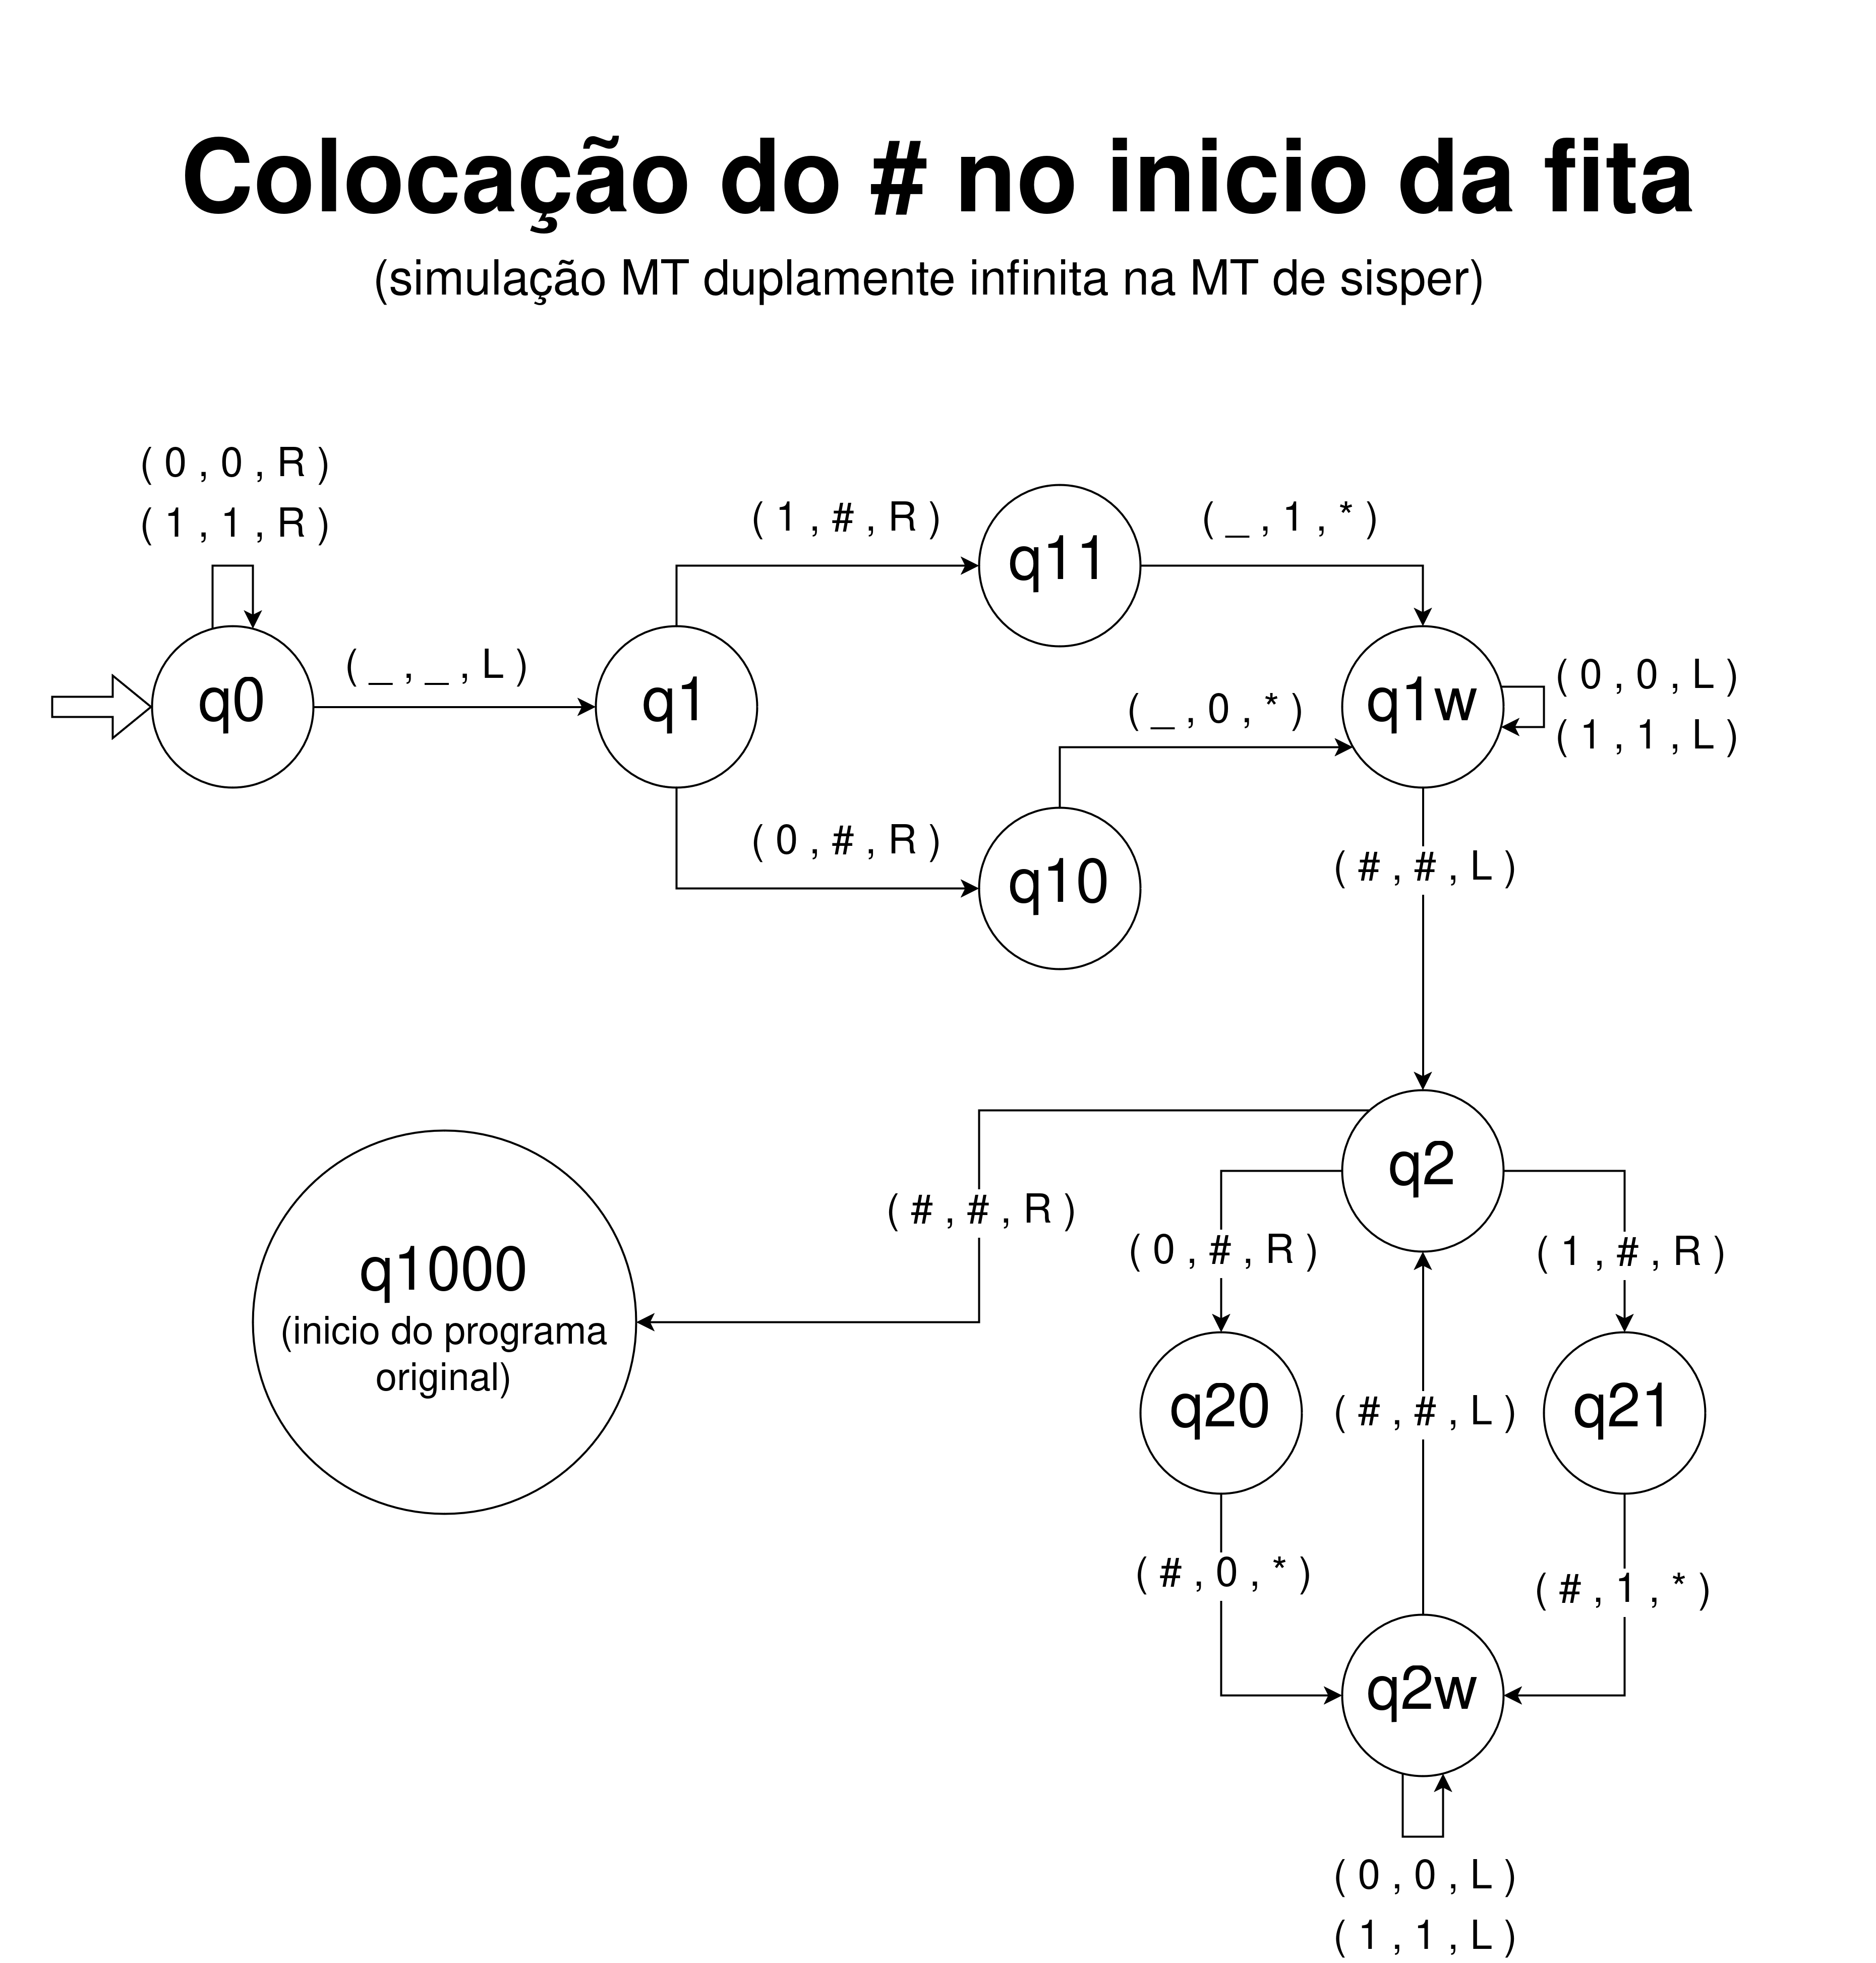 Colocação do # no inicio da fita
(simulação MT duplamente infinita na MT de sisper)
( 0 , 0 , R )
( 1 , 1 , R )
q0
( _ , _ , L )
q1
( 1 , # , R )
q11
( _ , 1 , * )
( 0 , # , R )
q10
( _ , 0 , * )
q1w
( 0 , 0 , L )
( 1 , 1 , L )
( # , # , L )
q2
( # , # , R )
q1000
(inicio do programa
original)
( 0 , # , R )
( 1 , # , R )
q20
( # , # , L )
q21
( # , 0 , * )
( # , 1 , * )
q2w
( 0 , 0 , L )
( 1 , 1 , L )